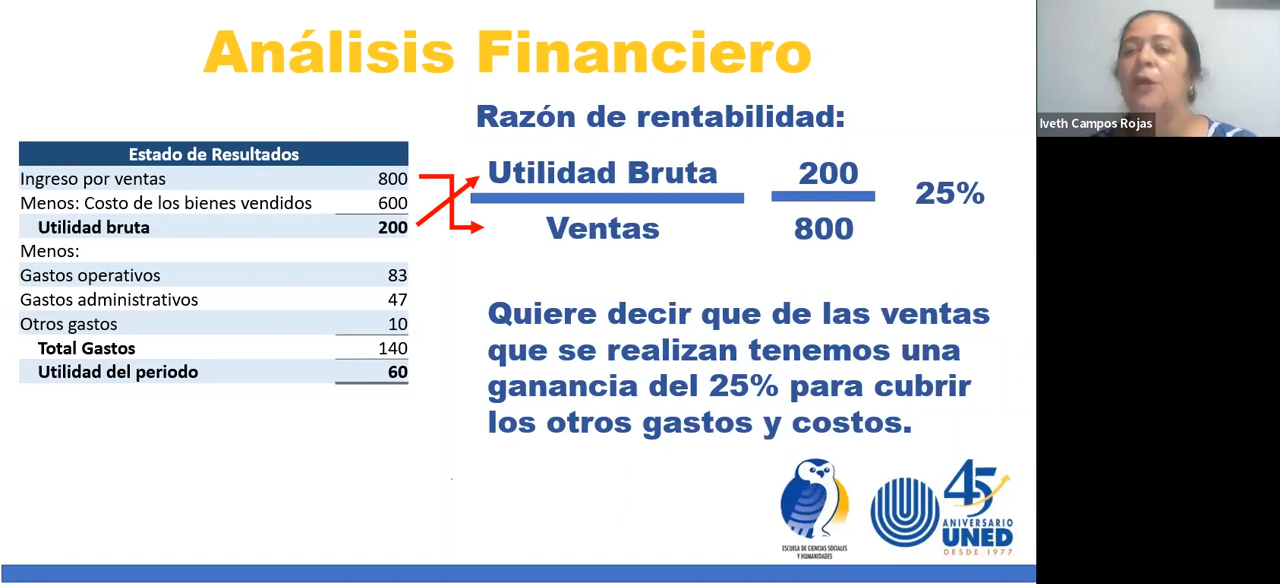 Análisis Financiero
Iveth Campos Rojas
Razón de rentabilidad:
Estado de Resultados
Ingreso por ventas 800
Menos: Costo de los bienes vendidos 600
Utilidad bruta 200
Menos:
Gastos operativos 83
Gastos administrativos 47
Otros gastos 10
Total Gastos 140
Utilidad del periodo 60
Utilidad Bruta 200
25%
Ventas 800
Quiere decir que de las ventas
que se realizan tenemos una
ganancia del 25% para cubrir
los otros gastos y costos.
ESCUELA DE CIENCIAS SOCIALES
Y HUMANIDADES
45
ANIVERSARIO
UNED
DESDE 1977